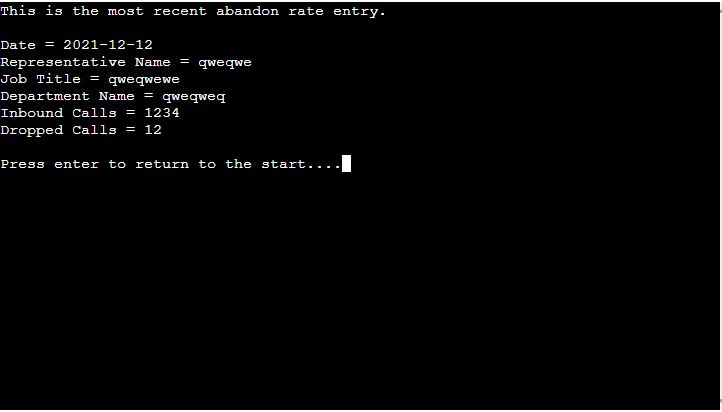 This is the most recent abandon rate entry.
Date = 2021-12-12
Representative Name = qweqwe
Job Title = qweqwewe
Department Name = qweqweq
Inbound Calls = 1234
Dropped Calls = 12
Press enter to return to the start....